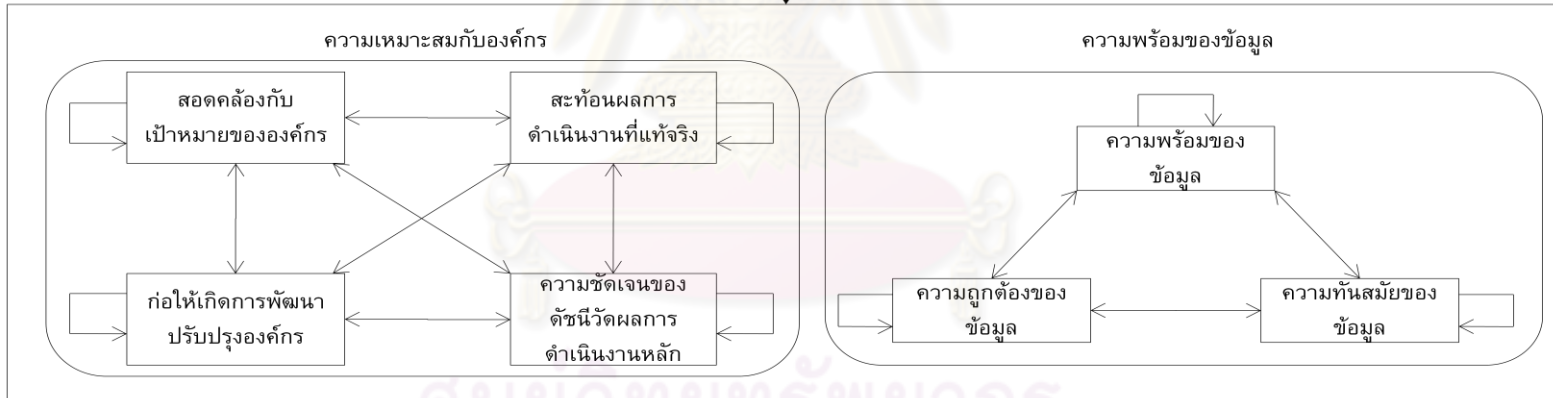 ความเหมาะสมกับองค์กร
ความพร้อมของข้อมูล
สอดคล้องกับ
เป้าหมายขององค์กร
สะท้อนผลการ
ดำเนินงานที่แท้จริง
ก่อให้เกิดการพัฒนา
ปรับปรุงองค์กร
ความชัดเจนของ
ดัชนีวัดผลการ
ดำเนินงานหลัก
ความพร้อมของ
ข้อมูล
ความถูกต้องของ
ข้อมูล
ความทันสมัยของ
ข้อมูล